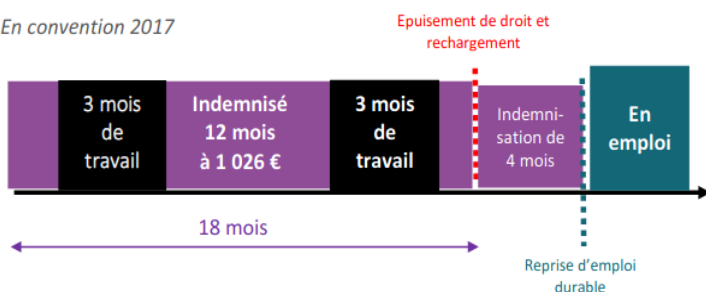 En convention 2017
Epuisement de droit et
rechargement
3 mois
de
travail
Indemnisé
12 mois
à 1 026 €
3 mois
de
travail
Indemni-
sation de
4 mois
En
emploi
18 mois
Reprise d'emploi
durable